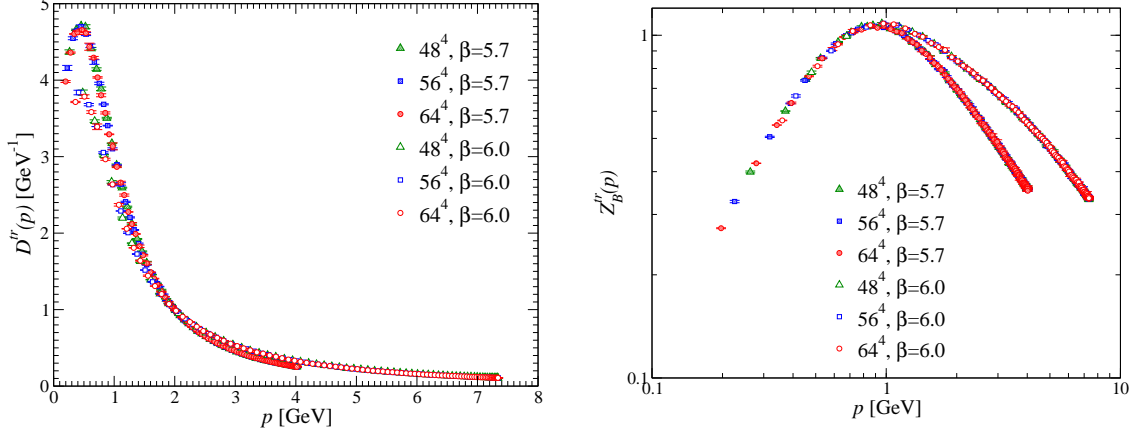 5
4
3
2
1
0
D^{tr}(p) [GeV^{-1}]
48^4, β=5.7
56^4, β=5.7
64^4, β=5.7
48^4, β=6.0
56^4, β=6.0
64^4, β=6.0
0 1 2 3 4 5 6 7 8
p [GeV]
1
0.1
Z_B^{tr}(p)
48^4, β=5.7
56^4, β=5.7
64^4, β=5.7
48^4, β=6.0
56^4, β=6.0
64^4, β=6.0
0.1 1 10
p [GeV]